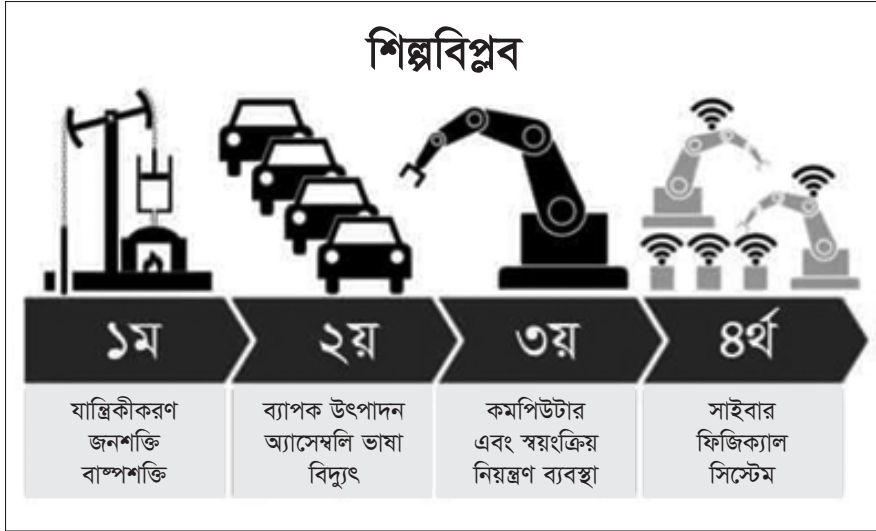 শিল্পবিপ্লব
১ম
২য়
৩য়
৪র্থ
যান্ত্রিকীকরণ
জনশক্তি
বাষ্পশক্তি
ব্যাপক উৎপাদন
অ্যাসেম্বলি ভাষা
বিদ্যুৎ
কমপিউটার
এবং স্বয়ংক্রিয়
নিয়ন্ত্রণ ব্যবস্থা
সাইবার
ফিজিক্যাল
সিস্টেম